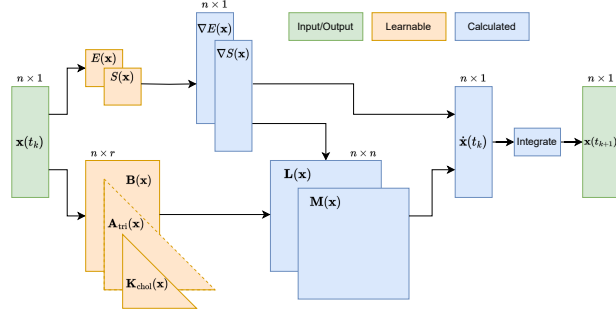 n × 1
∇E(x)
∇S(x)
Input/Output
Learnable
Calculated
n × 1
x(t_k)
E(x)
S(x)
n × 1
ẋ(t_k)
Integrate
n × 1
x(t_{k+1})
n × r
B(x)
A_tri(x)
K_chol(x)
n × n
L(x)
M(x)